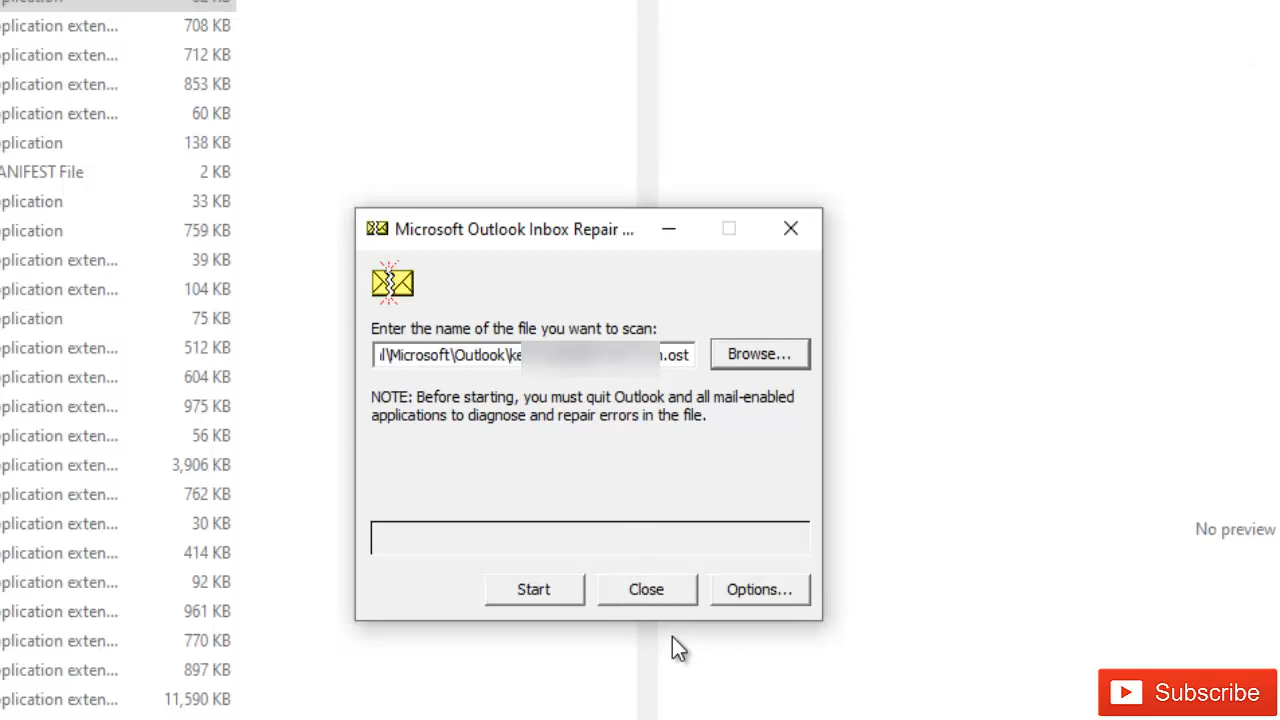 plication exten... 708 KB
plication exten... 712 KB
plication exten... 853 KB
plication exten... 60 KB
plication 138 KB
ANIFEST File 2 KB
plication 33 KB
plication 759 KB
plication exten... 39 KB
plication exten... 104 KB
plication 75 KB
plication exten... 512 KB
plication exten... 604 KB
plication exten... 975 KB
plication exten... 56 KB
plication exten... 3,906 KB
plication exten... 762 KB
plication exten... 30 KB
plication exten... 414 KB
plication exten... 92 KB
plication exten... 961 KB
plication exten... 770 KB
plication exten... 897 KB
plication exten... 11,590 KB
Microsoft Outlook Inbox Repair ...
Enter the name of the file you want to scan:
\Microsoft\Outlook\ke .ost
Browse...
NOTE: Before starting, you must quit Outlook and all mail-enabled
applications to diagnose and repair errors in the file.
Start Close Options...
No preview
Subscribe